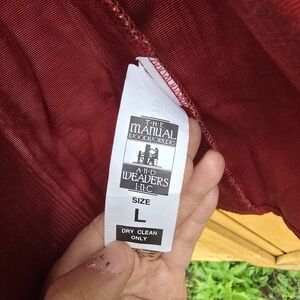 THE
MANUAL
WOODWORKERS
AND
WEAVERS
INC
SIZE
L
DRY CLEAN
ONLY